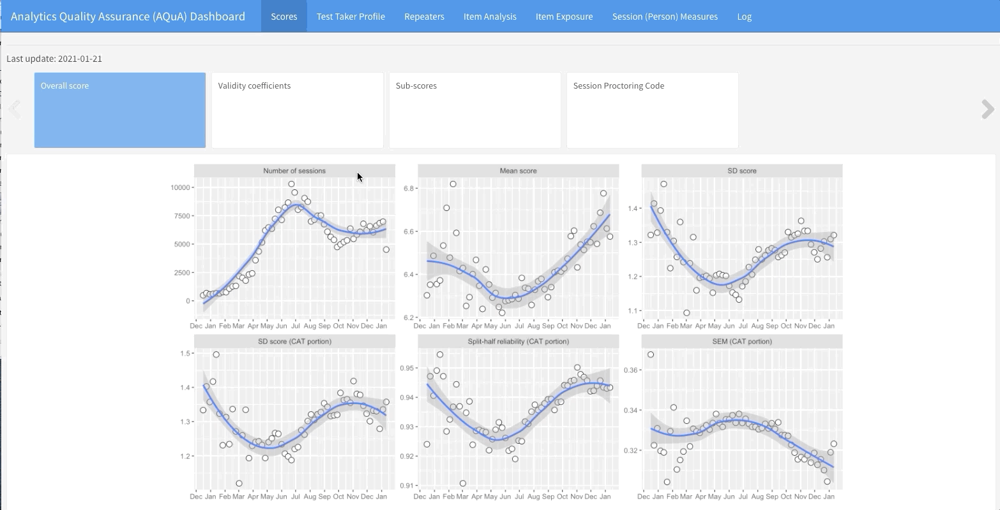 Analytics Quality Assurance (AQuA) Dashboard Scores Test Taker Profile Repeaters Item Analysis Item Exposure Session (Person) Measures Log
Last update: 2021-01-21
Overall score Validity coefficients Sub-scores Session Proctoring Code
Number of sessions
10000
7500
5000
2500
0
Dec Jan Feb Mar Apr May Jun Jul Aug Sep Oct Nov Dec Jan
Mean score
6.8
6.6
6.4
6.2
Dec Jan Feb Mar Apr May Jun Jul Aug Sep Oct Nov Dec Jan
SD score
1.4
1.3
1.2
1.1
Dec Jan Feb Mar Apr May Jun Jul Aug Sep Oct Nov Dec Jan
SD score (CAT portion)
1.5
1.4
1.3
1.2
Dec Jan Feb Mar Apr May Jun Jul Aug Sep Oct Nov Dec Jan
Split-half reliability (CAT portion)
0.95
0.94
0.93
0.92
0.91
Dec Jan Feb Mar Apr May Jun Jul Aug Sep Oct Nov Dec Jan
SEM (CAT portion)
0.36
0.34
0.32
Dec Jan Feb Mar Apr May Jun Jul Aug Sep Oct Nov Dec Jan